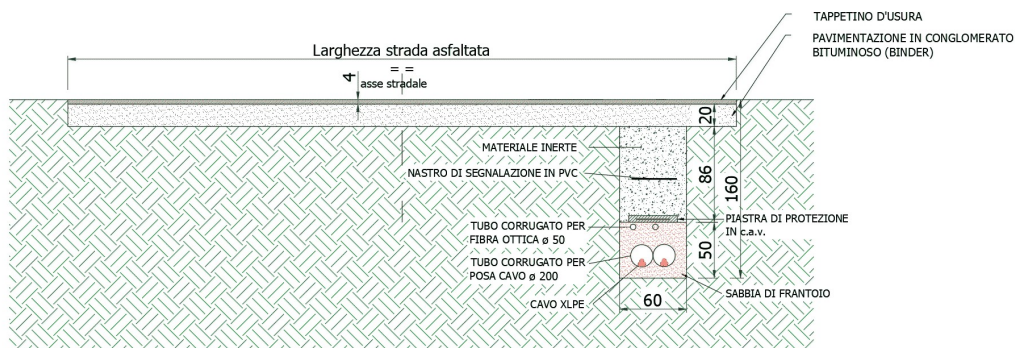 TAPPETINO D'USURA
PAVIMENTAZIONE IN CONGLOMERATO
BITUMINOSO (BINDER)
Larghezza strada asfaltata
= =
asse stradale
4
20
MATERIALE INERTE
NASTRO DI SEGNALAZIONE IN PVC
86
160
PIASTRA DI PROTEZIONE
IN c.a.v.
TUBO CORRUGATO PER
FIBRA OTTICA ø 50
TUBO CORRUGATO PER
POSA CAVO ø 200
50
CAVO XLPE
60
SABBIA DI FRANTOIO